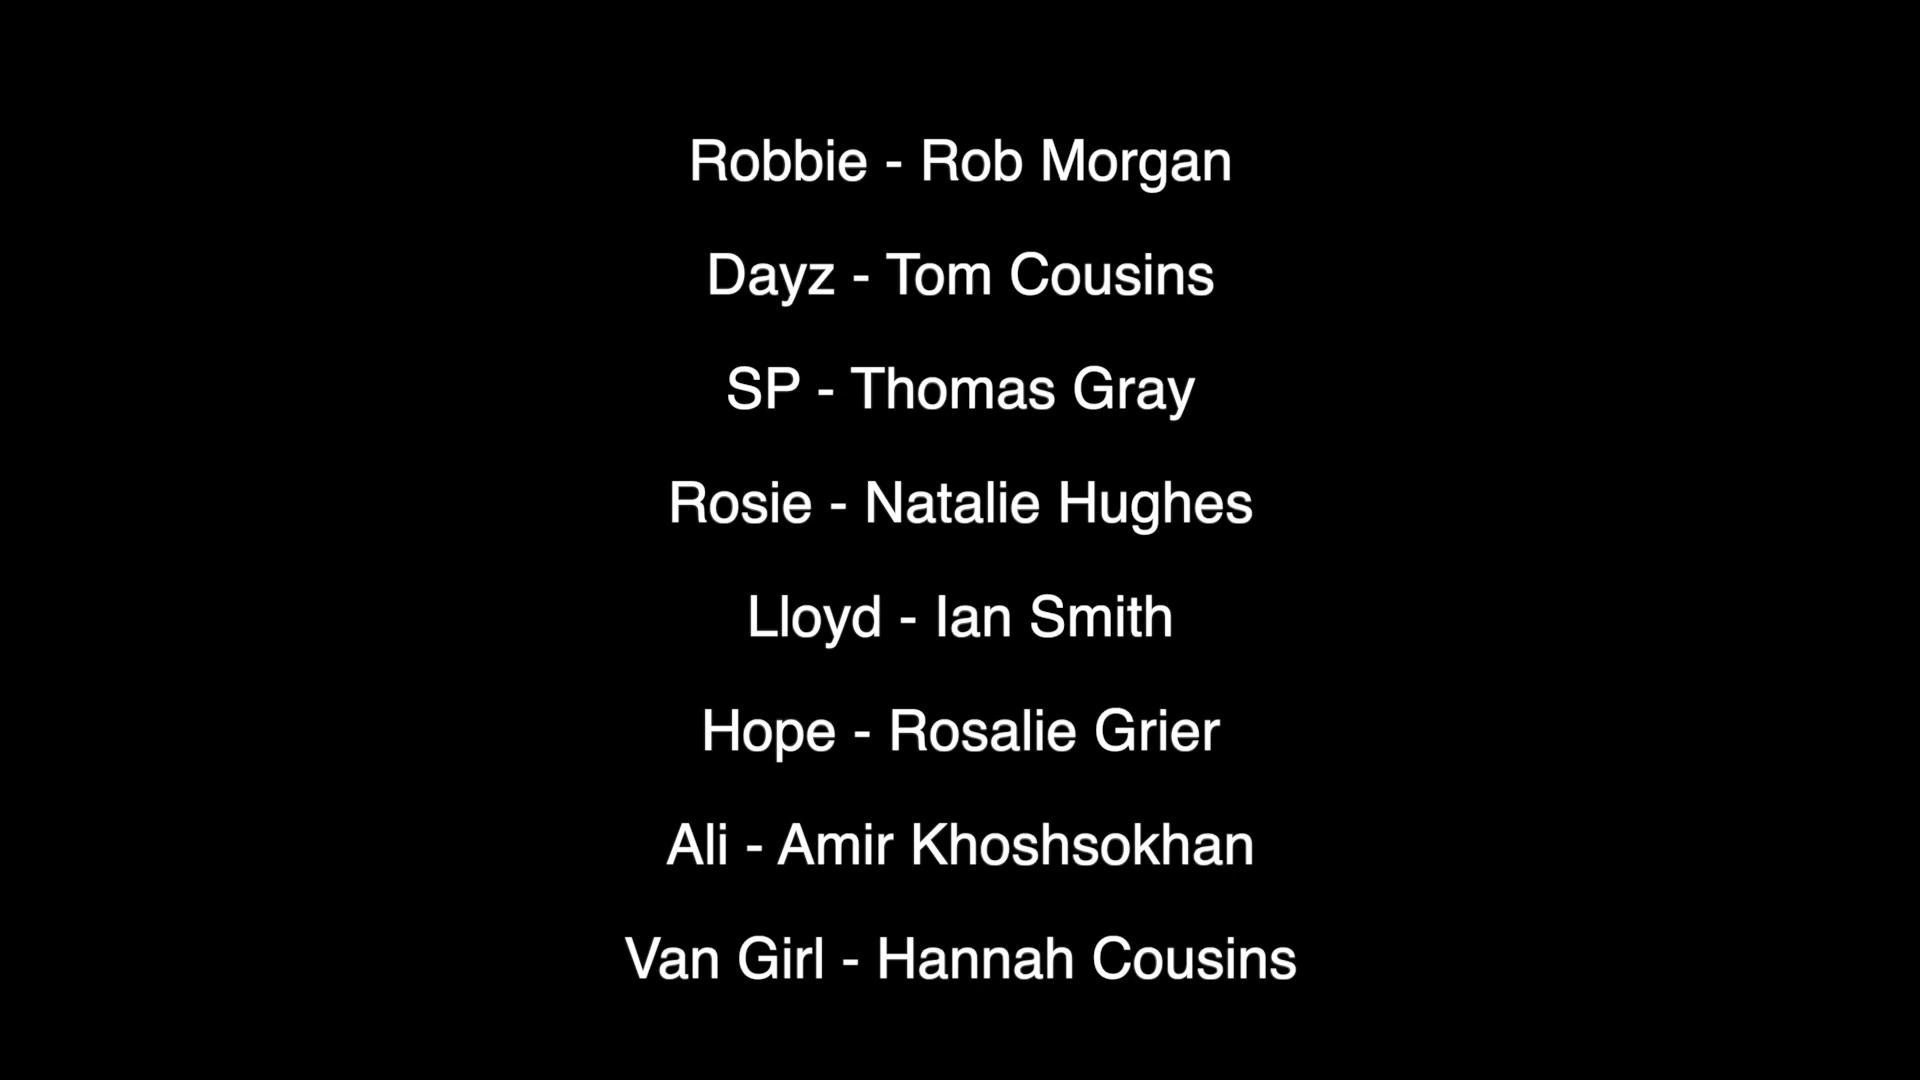 Robbie - Rob Morgan
Dayz - Tom Cousins
SP - Thomas Gray
Rosie - Natalie Hughes
Lloyd - Ian Smith
Hope - Rosalie Grier
Ali - Amir Khoshsokhan
Van Girl - Hannah Cousins